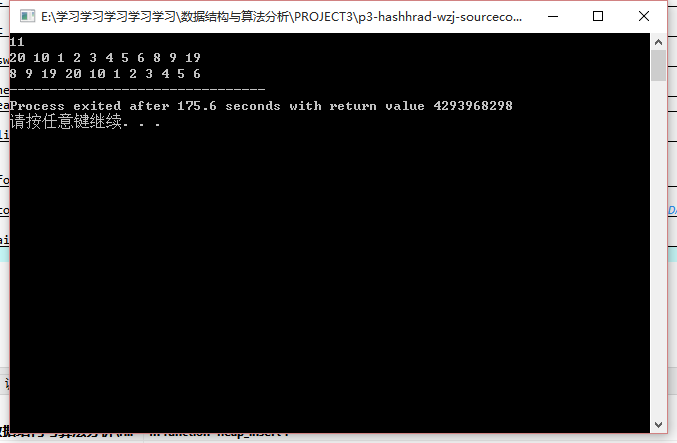 E:\学习学习学习学习学习\数据结构与算法分析\PROJECT3\p3-hashhrad-wzj-sourceco...
11
20 10 1 2 3 4 5 6 8 9 19
8 9 19 20 10 1 2 3 4 5 6
--------------------------------
Process exited after 175.6 seconds with return value 4293968298
请按任意键继续. . .